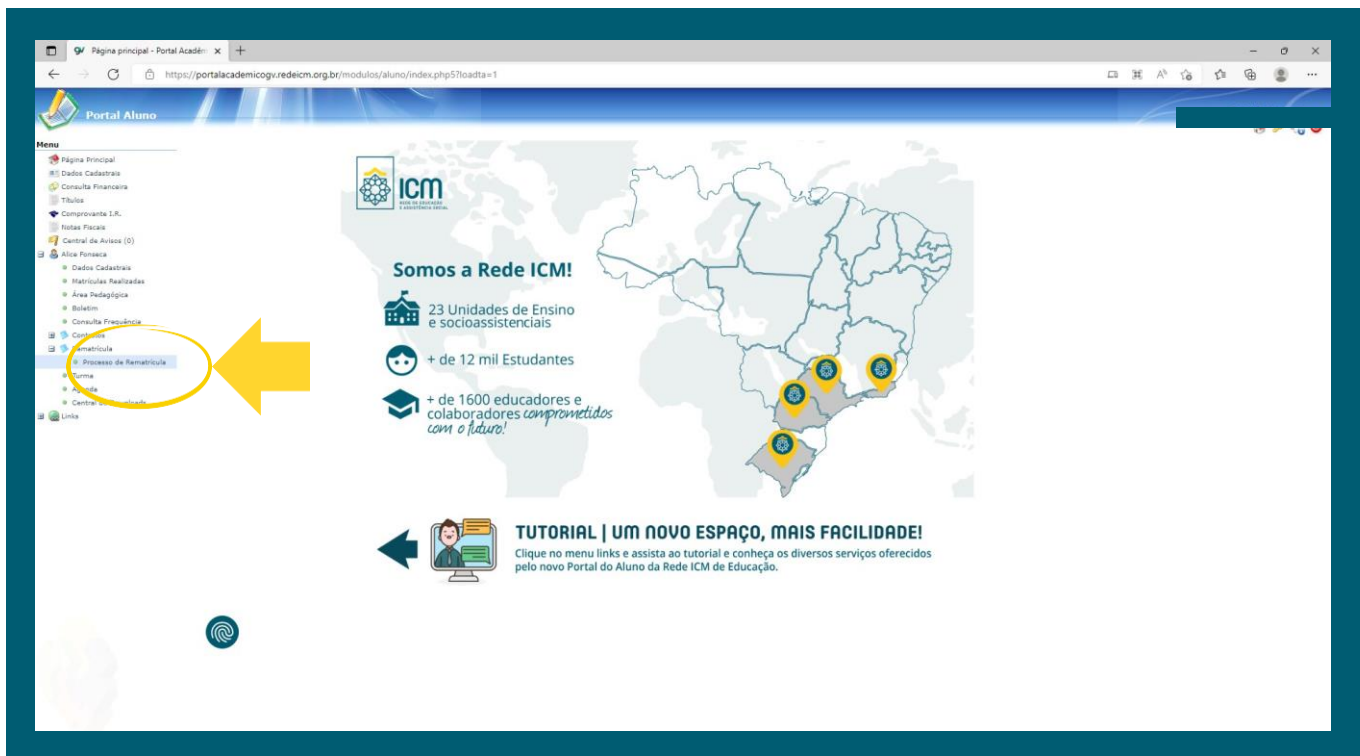 Página principal - Portal Acadêm
https://portalacademicogv.redeicm.org.br/modulos/aluno/index.php5?loadta=1
Portal Aluno
Menu
Página Principal
Dados Cadastrais
Consulta Financeira
Títulos
Comprovante I.R.
Notas Fiscais
Central de Avisos (0)
Alice Fonseca
Dados Cadastrais
Matrículas Realizadas
Área Pedagógica
Boletim
Consulta Frequência
Contratos
Rematrícula
Processo de Rematrícula
Turma
Agenda
Central de Downloads
Links
ICM
REDE DE EDUCAÇÃO
E ASSISTÊNCIA SOCIAL
Somos a Rede ICM!
23 Unidades de Ensino
e socioassistenciais
+ de 12 mil Estudantes
+ de 1600 educadores e
colaboradores comprometidos
com o futuro!
TUTORIAL | UM NOVO ESPAÇO, MAIS FACILIDADE!
Clique no menu links e assista ao tutorial e conheça os diversos serviços oferecidos
pelo novo Portal do Aluno da Rede ICM de Educação.